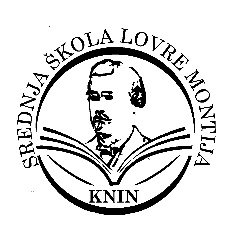 SREDNJA ŠKOLA LOVRE MONTIJA
KNIN